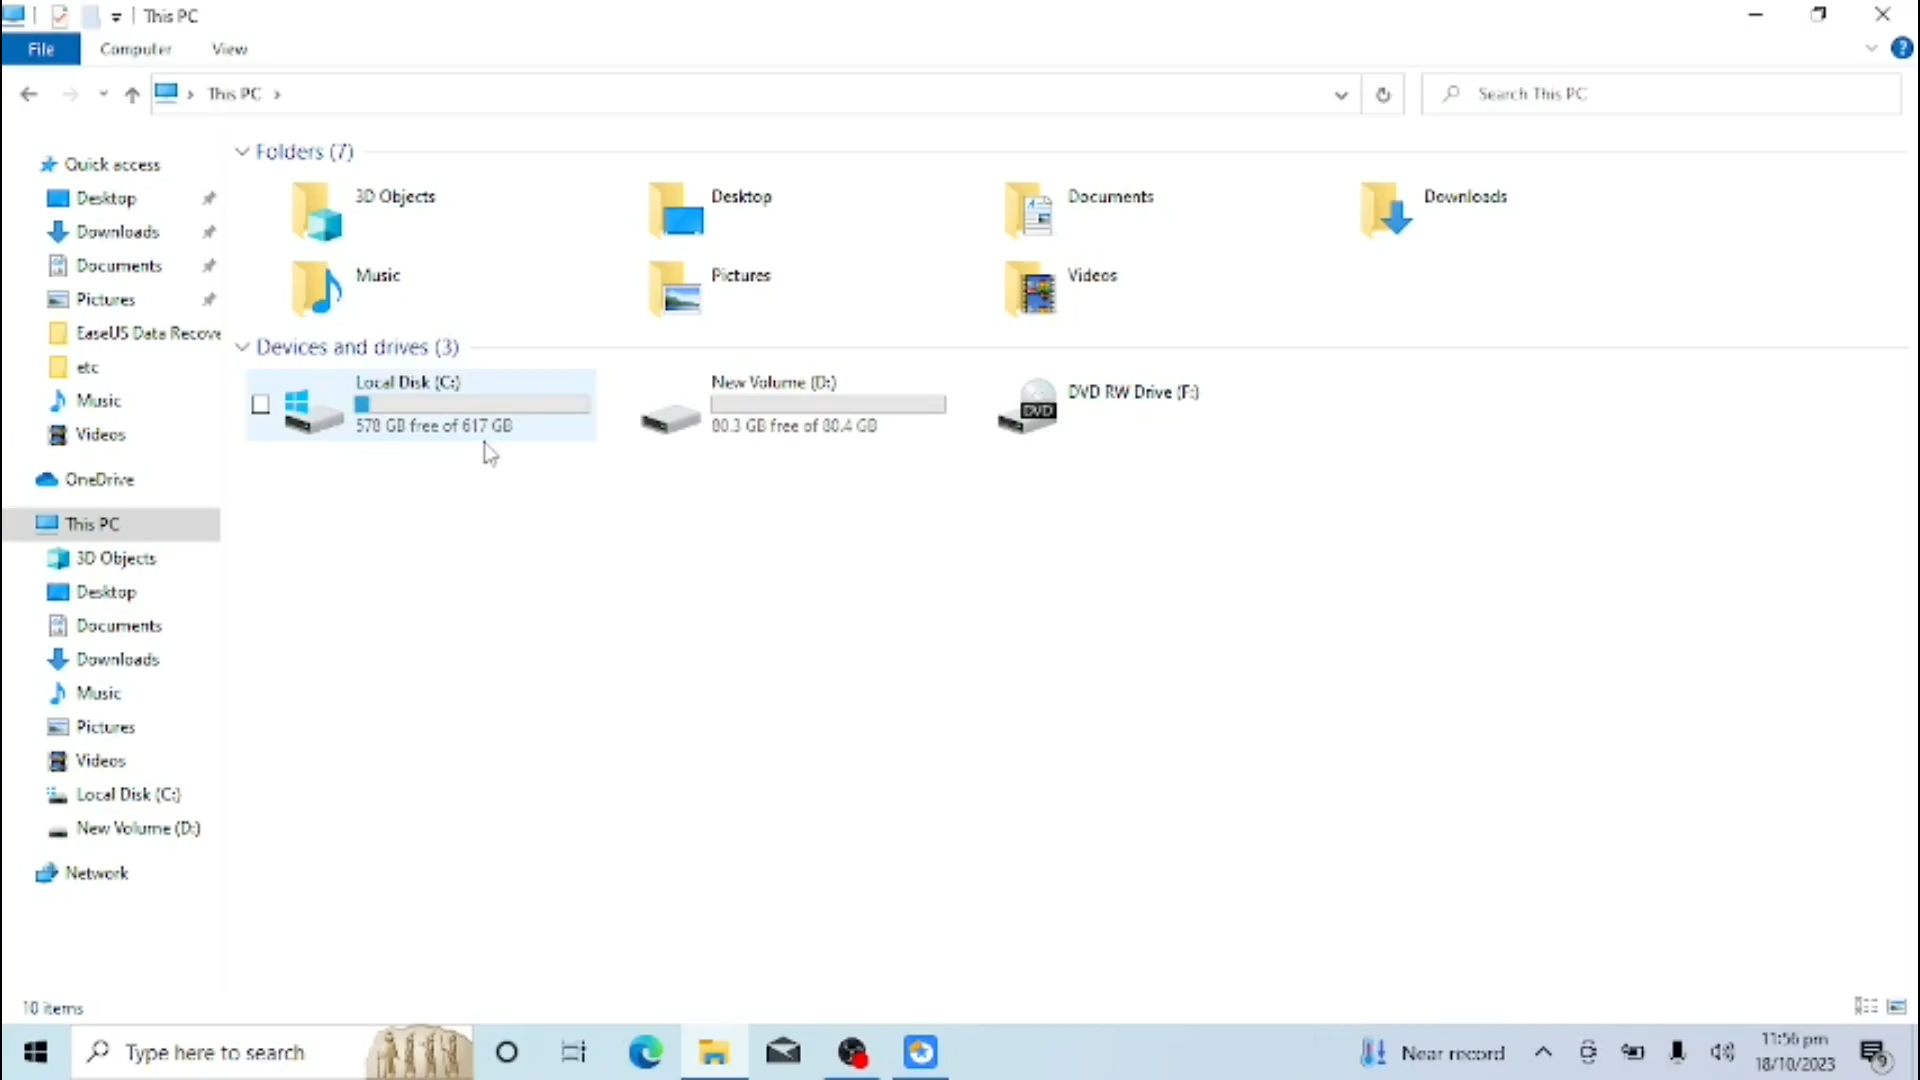 This PC
File Computer View
This PC
Search This PC
Quick access
Desktop
Downloads
Documents
Pictures
EaseUS Data Recove
etc
Music
Videos
OneDrive
This PC
3D Objects
Desktop
Documents
Downloads
Music
Pictures
Videos
Local Disk (C:)
New Volume (D:)
Network
Folders (7)
3D Objects Desktop Documents Downloads
Music Pictures Videos
Devices and drives (3)
Local Disk (C:)
578 GB free of 617 GB
New Volume (D:)
80.3 GB free of 80.4 GB
DVD RW Drive (F:)
DVD
10 items
Type here to search
Near record
11:56 pm
18/10/2023
9